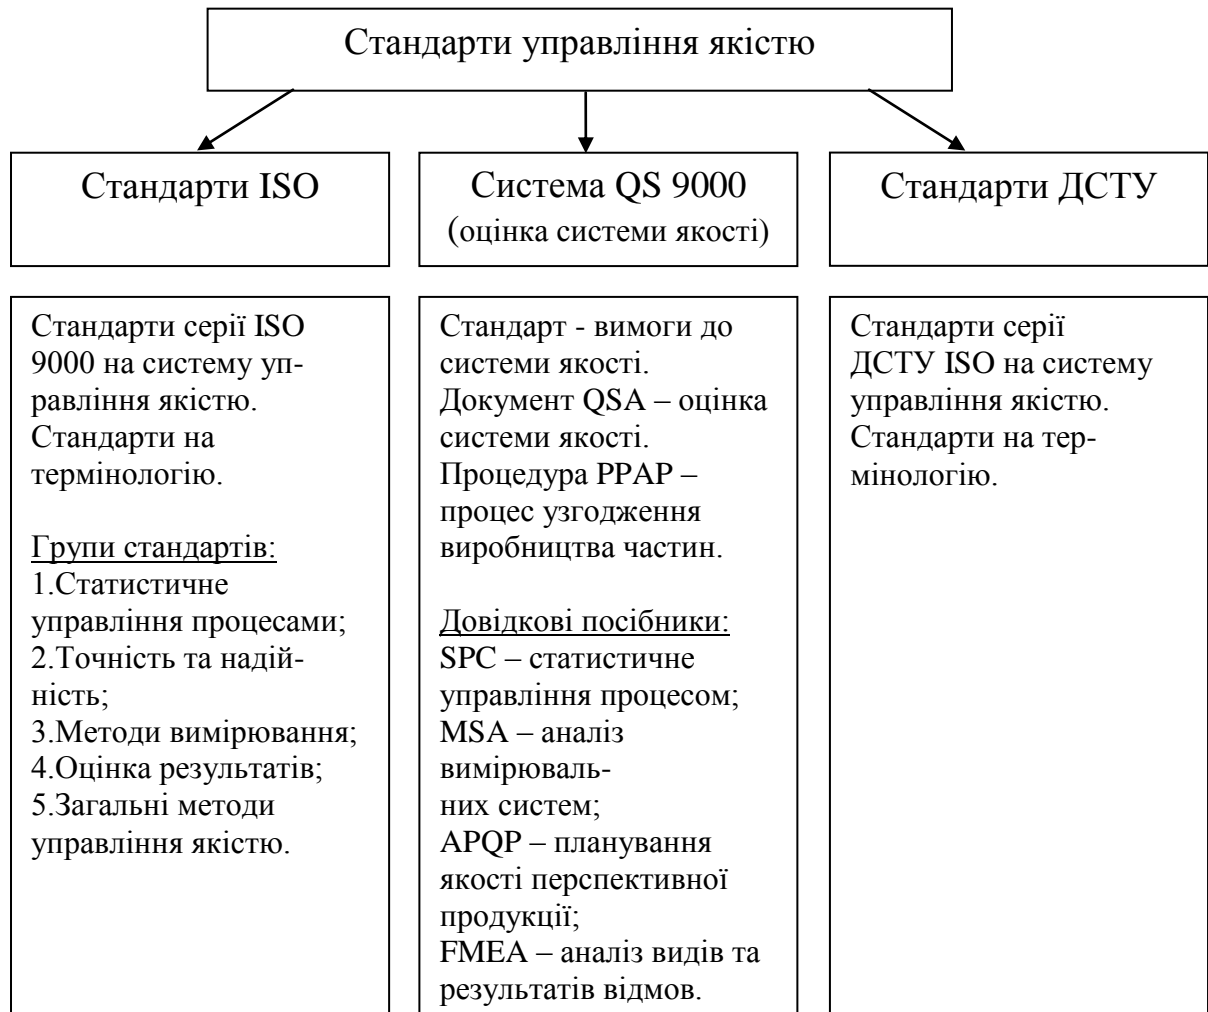 Стандарти управління якістю
Стандарти ISO
Система QS 9000
(оцінка системи якості)
Стандарти ДСТУ
Стандарти серії ISO
9000 на систему уп-
равління якістю.
Стандарти на
термінологію.
Групи стандартів:
1.Статистичне
управління процесами;
2.Точність та надій-
ність;
3.Методи вимірювання;
4.Оцінка результатів;
5.Загальні методи
управління якістю.
Стандарт - вимоги до
системи якості.
Документ QSA – оцінка
системи якості.
Процедура PPAP –
процес узгодження
виробництва частин.
Довідкові посібники:
SPC – статистичне
управління процесом;
MSA – аналіз
вимірюваль-
них систем;
APQP – планування
якості перспективної
продукції;
FMEA – аналіз видів та
результатів відмов.
Стандарти серії
ДСТУ ISO на систему
управління якістю.
Стандарти на тер-
мінологію.